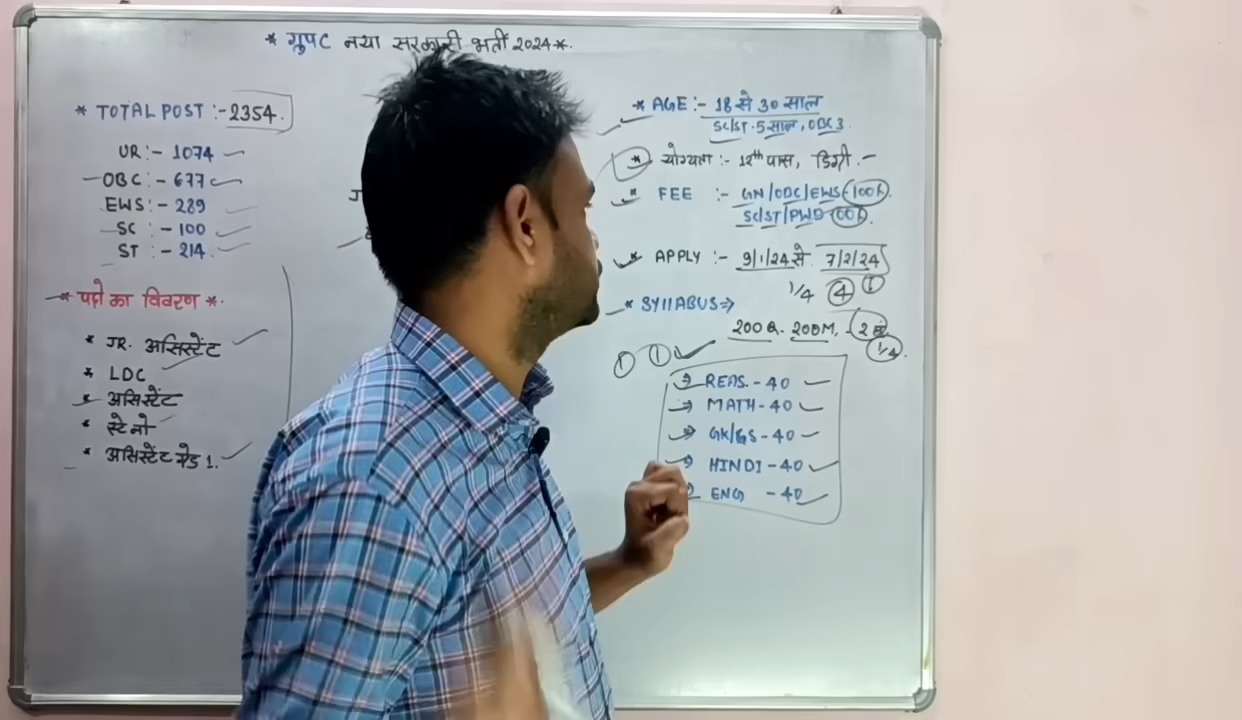 * ग्रुप C नया सरकारी भर्ती 2024 *.
* TOTAL POST :- 2354.
UR :- 1074
OBC :- 677
EWS :- 289
SC :- 100
ST :- 214.
* पदो का विवरण *.
* JR. असिस्टेंट
* LDC
* असिस्टेंट
* स्टेनो
* असिस्टेंट ग्रेड 1.
* AGE :- 18 से 30 साल
SC/ST. 5 साल, OBC 3.
* योग्यता :- 12th पास, डिग्री.-
* FEE :- GN/OBC/EWS-100/.
SC/ST/PWD-00/.
* APPLY :- 9/1/24 से 7/2/24
1/4 4 1
* SYllABUS⇒
200 Q. 200M. -
1/4.
1 1
→ REAS. - 40
→ MATH - 40
→ GK/GS - 40
→ HINDI - 40
ENG - 40